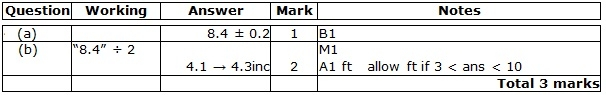 Question Working Answer Mark Notes
(a) 8.4 ± 0.2 1 B1
(b) "8.4" ÷ 2 M1
4.1 → 4.3inc 2 A1 ft allow ft if 3 < ans < 10
Total 3 marks